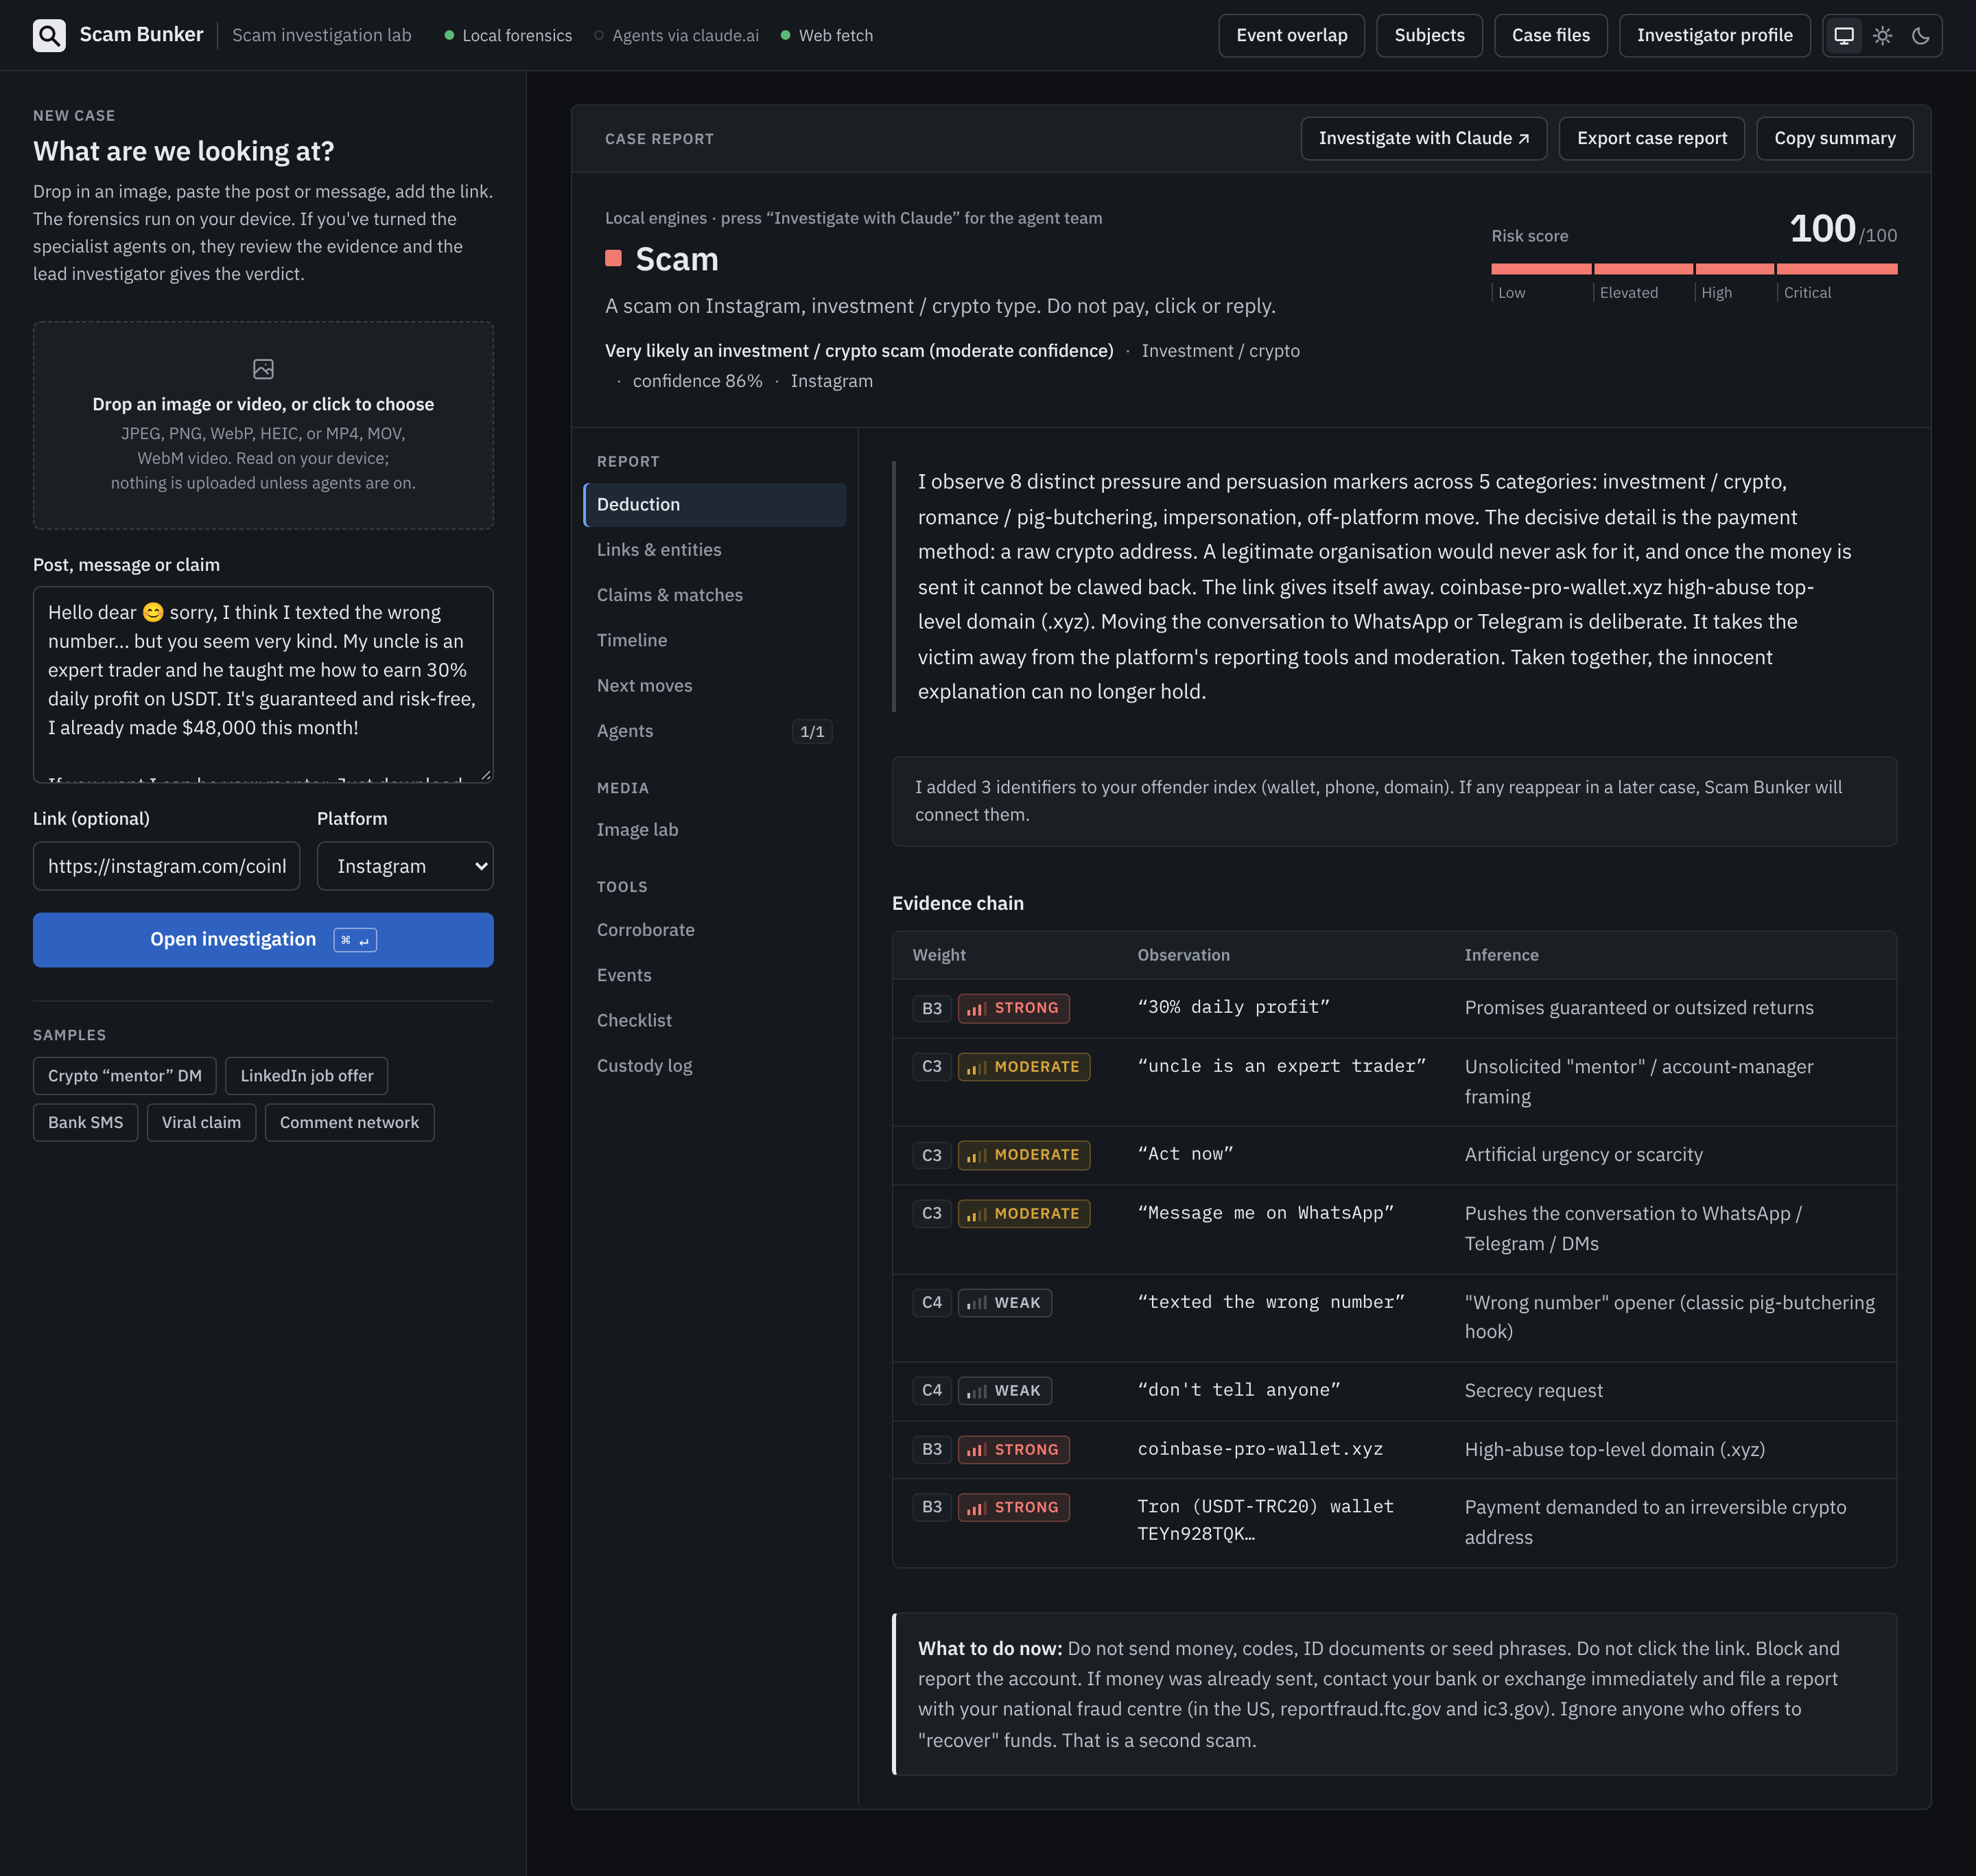 Scam Bunker
Scam investigation lab
Local forensics
Agents via claude.ai
Web fetch
Event overlap
Subjects
Case files
Investigator profile
NEW CASE
What are we looking at?
Drop in an image, paste the post or message, add the link.
The forensics run on your device. If you've turned the
specialist agents on, they review the evidence and the
lead investigator gives the verdict.
Drop an image or video, or click to choose
JPEG, PNG, WebP, HEIC, or MP4, MOV,
WebM video. Read on your device;
nothing is uploaded unless agents are on.
Post, message or claim
Hello dear 😊 sorry, I think I texted the wrong
number... but you seem very kind. My uncle is an
expert trader and he taught me how to earn 30%
daily profit on USDT. It's guaranteed and risk-free,
I already made $48,000 this month!
Link (optional)
Platform
https://instagram.com/coinl
Instagram
Open investigation ⌘ ↵
SAMPLES
Crypto “mentor” DM
LinkedIn job offer
Bank SMS
Viral claim
Comment network
CASE REPORT
Investigate with Claude ↗
Export case report
Copy summary
Local engines · press “Investigate with Claude” for the agent team
Scam
A scam on Instagram, investment / crypto type. Do not pay, click or reply.
Very likely an investment / crypto scam (moderate confidence) · Investment / crypto
· confidence 86% · Instagram
Risk score
100/100
Low
Elevated
High
Critical
REPORT
Deduction
Links & entities
Claims & matches
Timeline
Next moves
Agents 1/1
MEDIA
Image lab
TOOLS
Corroborate
Events
Checklist
Custody log
I observe 8 distinct pressure and persuasion markers across 5 categories: investment / crypto,
romance / pig-butchering, impersonation, off-platform move. The decisive detail is the payment
method: a raw crypto address. A legitimate organisation would never ask for it, and once the money is
sent it cannot be clawed back. The link gives itself away. coinbase-pro-wallet.xyz high-abuse top-
level domain (.xyz). Moving the conversation to WhatsApp or Telegram is deliberate. It takes the
victim away from the platform's reporting tools and moderation. Taken together, the innocent
explanation can no longer hold.
I added 3 identifiers to your offender index (wallet, phone, domain). If any reappear in a later case, Scam Bunker will
connect them.
Evidence chain
Weight
Observation
Inference
B3 STRONG
“30% daily profit”
Promises guaranteed or outsized returns
C3 MODERATE
“uncle is an expert trader”
Unsolicited "mentor" / account-manager
framing
C3 MODERATE
“Act now”
Artificial urgency or scarcity
C3 MODERATE
“Message me on WhatsApp”
Pushes the conversation to WhatsApp /
Telegram / DMs
C4 WEAK
“texted the wrong number”
"Wrong number" opener (classic pig-butchering
hook)
C4 WEAK
“don't tell anyone”
Secrecy request
B3 STRONG
coinbase-pro-wallet.xyz
High-abuse top-level domain (.xyz)
B3 STRONG
Tron (USDT-TRC20) wallet
TEYn928TQK…
Payment demanded to an irreversible crypto
address
What to do now: Do not send money, codes, ID documents or seed phrases. Do not click the link. Block and
report the account. If money was already sent, contact your bank or exchange immediately and file a report
with your national fraud centre (in the US, reportfraud.ftc.gov and ic3.gov). Ignore anyone who offers to
"recover" funds. That is a second scam.